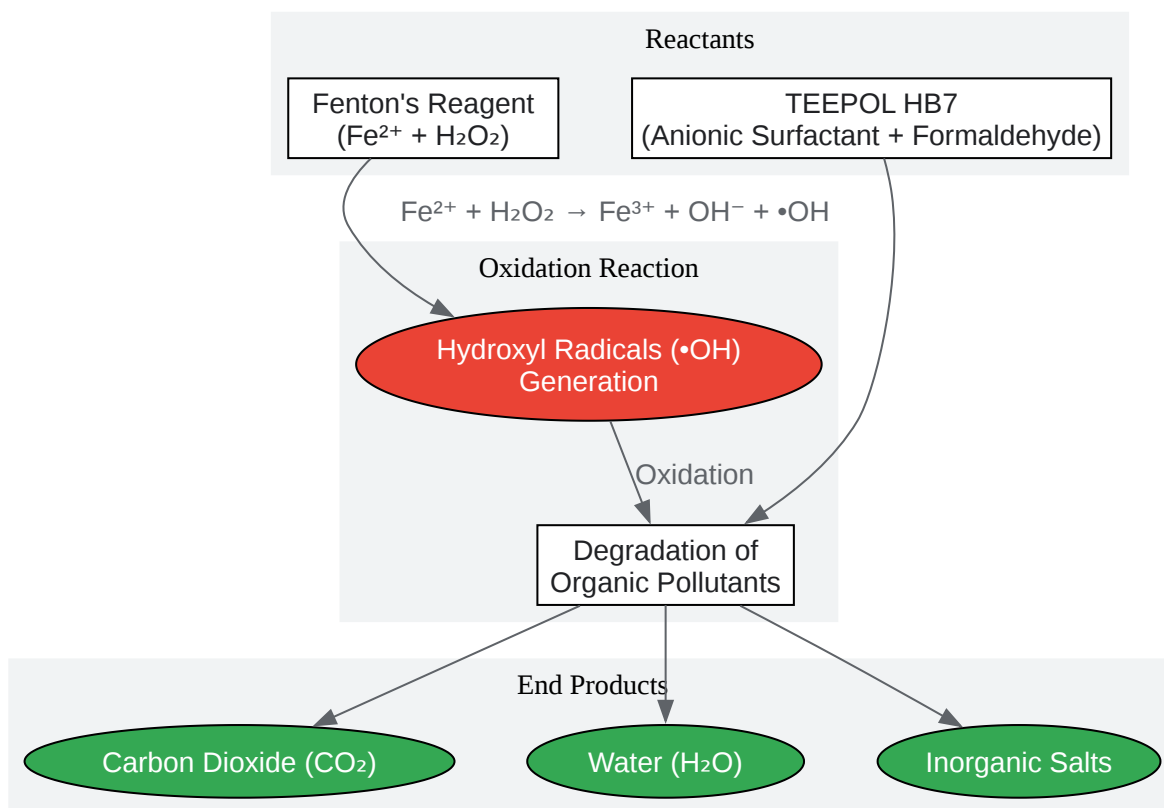 Reactants
Fenton's Reagent
(Fe²⁺ + H₂O₂)
TEEPOL HB7
(Anionic Surfactant + Formaldehyde)
Fe²⁺ + H₂O₂ → Fe³⁺ + OH⁻ + •OH
Oxidation Reaction
Hydroxyl Radicals (•OH)
Generation
Oxidation
Degradation of
Organic Pollutants
End Products
Carbon Dioxide (CO₂)
Water (H₂O)
Inorganic Salts